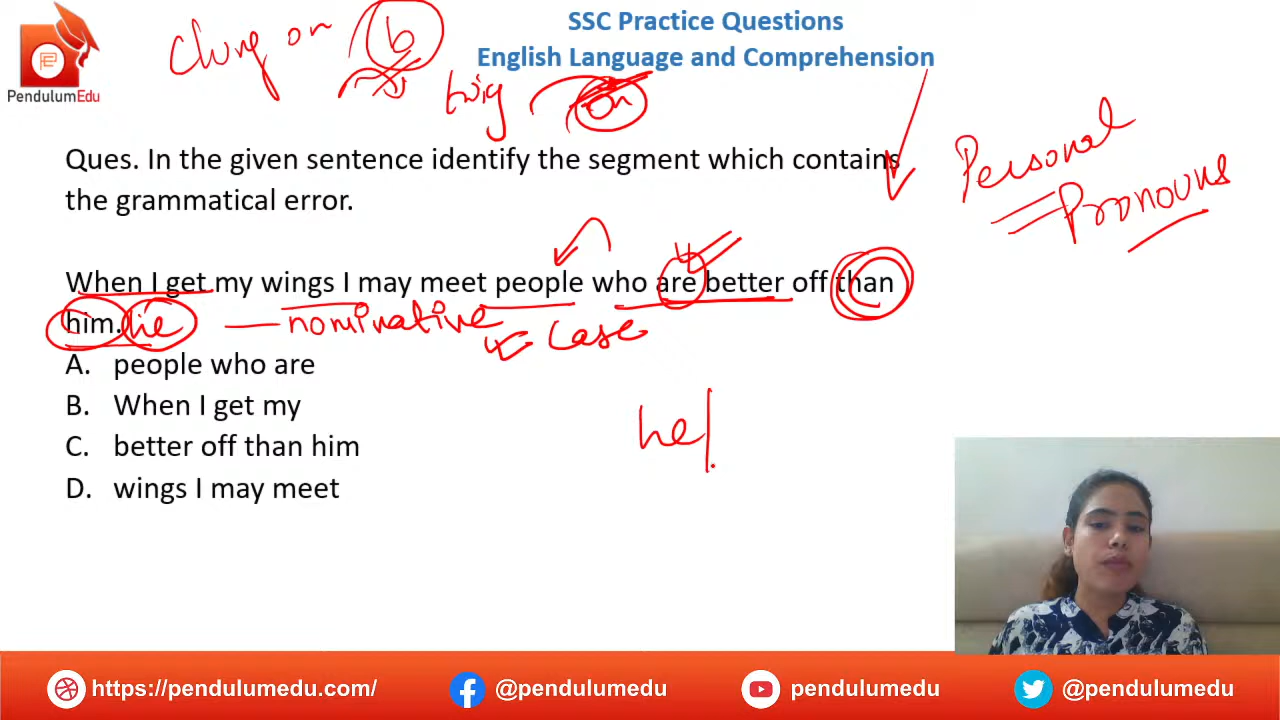 SSC Practice Questions
English Language and Comprehension
PendulumEdu
Clung on b
twig on
Personal
Pronouns
Ques. In the given sentence identify the segment which contains
the grammatical error.
When I get my wings I may meet people who are better off than
him. he nominative
case
A. people who are
B. When I get my
C. better off than him
D. wings I may meet
he
https://pendulumedu.com/
@pendulumedu
pendulumedu
@pendulumedu